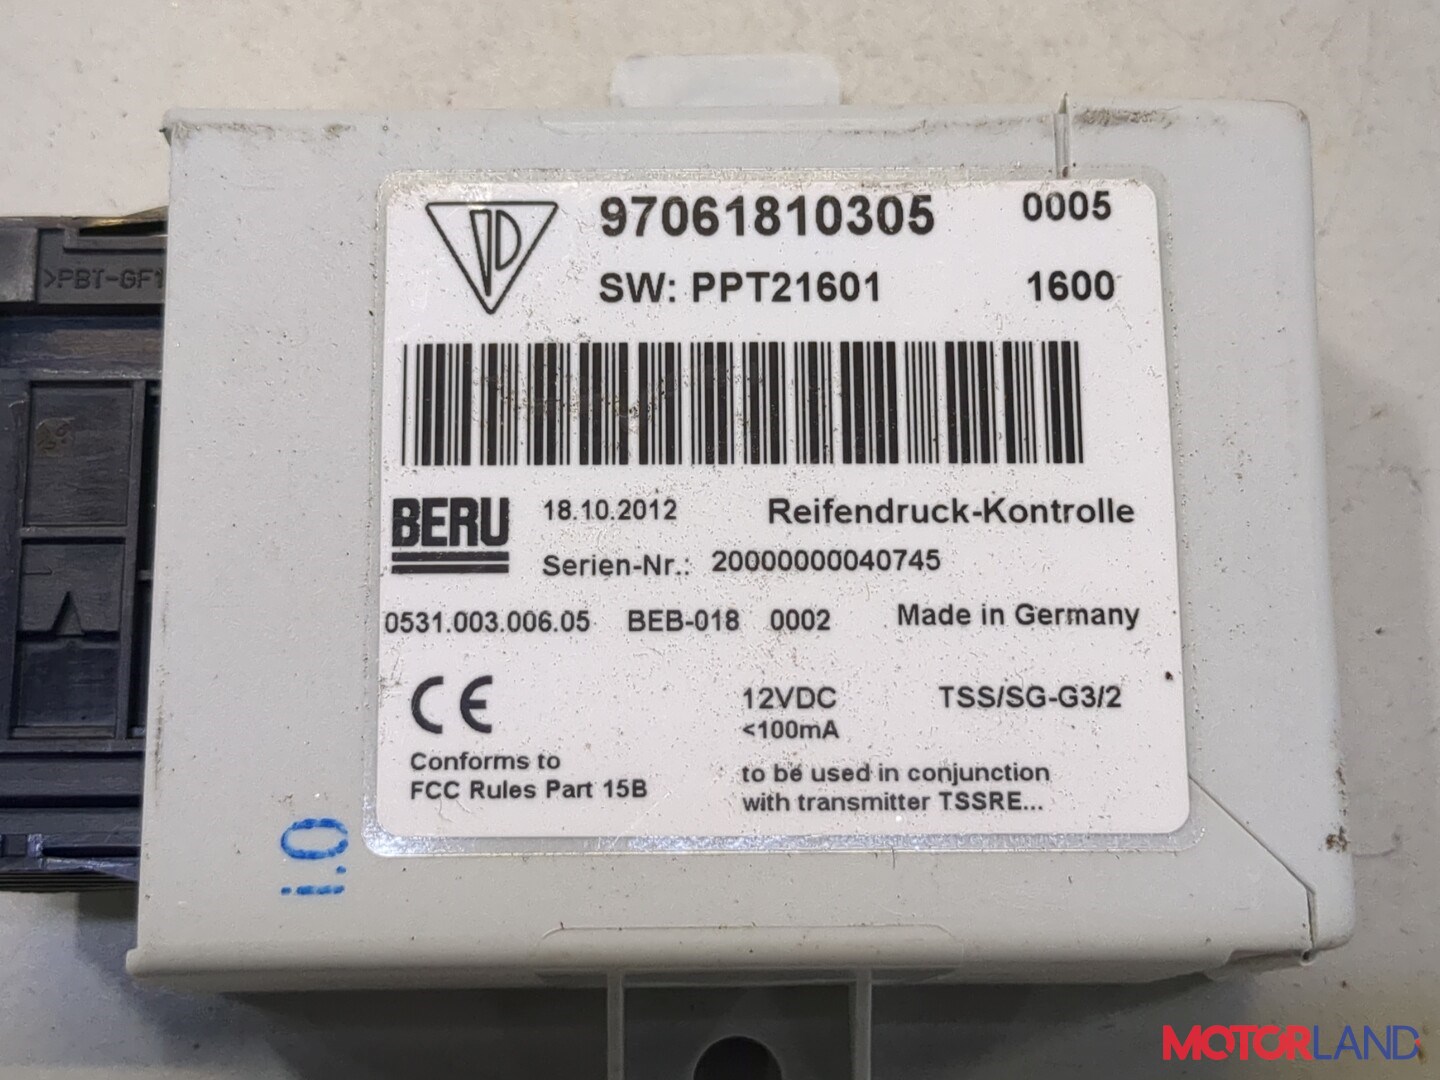 97061810305 0005
SW: PPT21601 1600
>PBT-GF1
BERU 18.10.2012 Reifendruck-Kontrolle
Serien-Nr.: 20000000040745
0531.003.006.05 BEB-018 0002 Made in Germany
CE 12VDC TSS/SG-G3/2
<100mA
Conforms to
FCC Rules Part 15B
to be used in conjunction
with transmitter TSSRE...
i.O
MOTORLAND